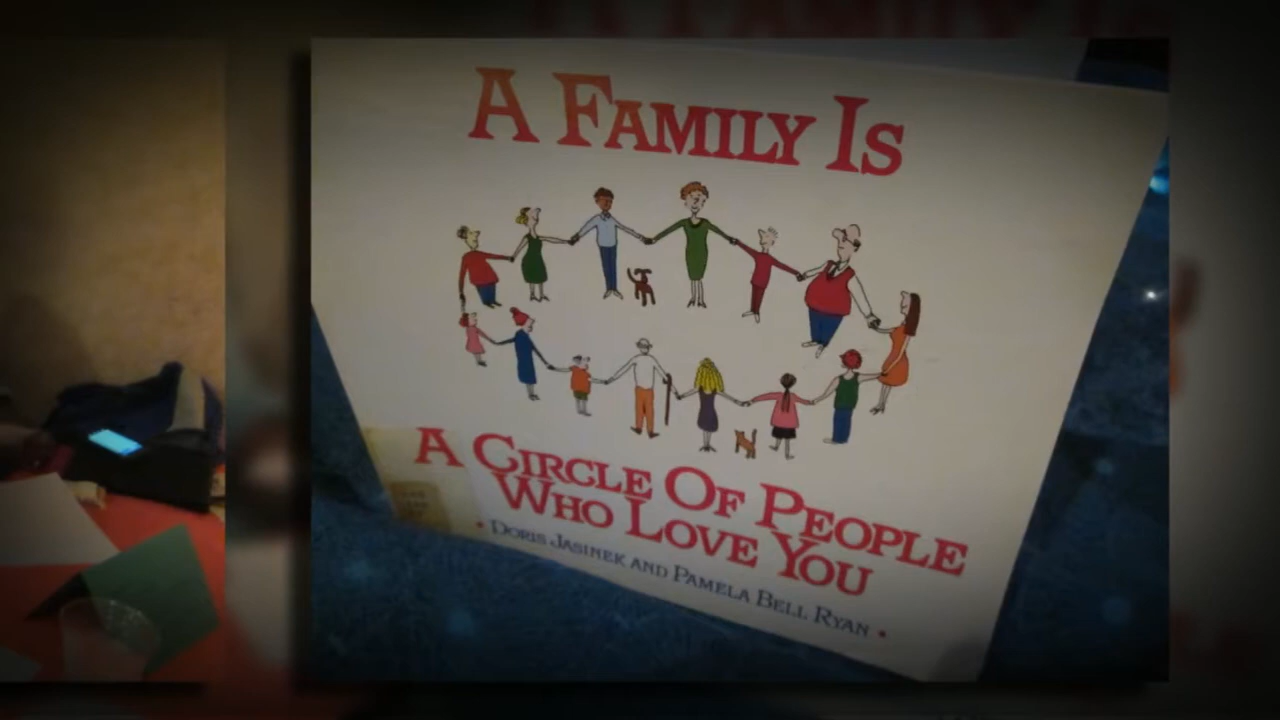 A FAMILY IS
A CIRCLE OF PEOPLE
WHO LOVE YOU
• DORIS JASINEK AND PAMELA BELL RYAN •